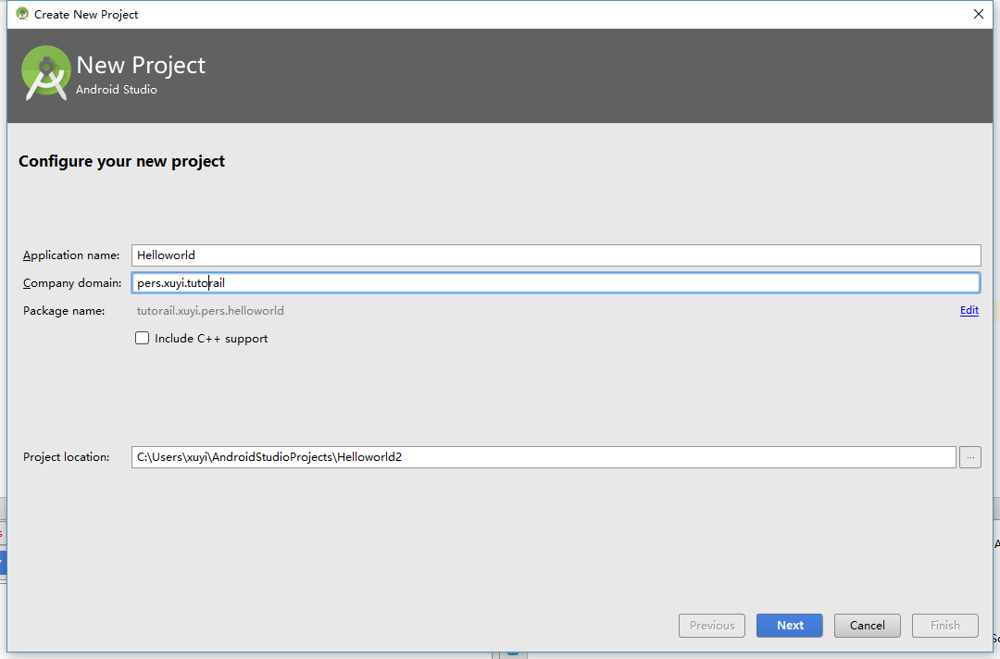 Create New Project
New Project
Android Studio
Configure your new project
Application name: Helloworld
Company domain: pers.xuyi.tutorail
Package name: tutorail.xuyi.pers.helloworld Edit
Include C++ support
Project location: C:\Users\xuyi\AndroidStudioProjects\Helloworld2 ...
Previous Next Cancel Finish